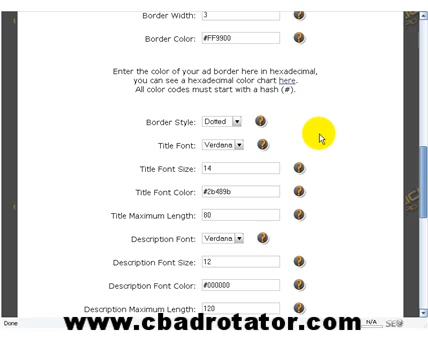 Border Width: 3
Border Color: #FF9900
Enter the color of your ad border here in hexadecimal,
you can see a hexadecimal color chart here.
All color codes must start with a hash (#).
Border Style: Dotted
Title Font: Verdana
Title Font Size: 14
Title Font Color: #2b489b
Title Maximum Length: 80
Description Font: Verdana
Description Font Size: 12
Description Font Color: #000000
Description Maximum Length: 120
Done N/A SEO
www.cbadrotator.com